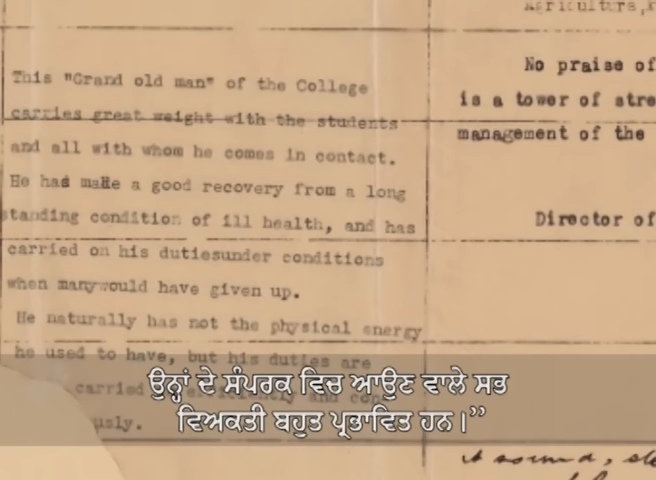 Agriculture,
This "Grand old man" of the College
carries great weight with the students
and all with whom he comes in contact.
He has made a good recovery from a long
standing condition of ill health, and has
carried on his dutiesunder conditions
when manywould have given up.
He naturally has not the physical energy
he used to have, but his duties are
carried and
usly.
No praise of
is a tower of stre
management of the
Director of
A sound,
ਉਨ੍ਹਾਂ ਦੇ ਸੰਪਰਕ ਵਿਚ ਆਉਣ ਵਾਲੇ ਸਭ
ਵਿਅਕਤੀ ਬਹੁਤ ਪ੍ਰਭਾਵਿਤ ਹਨ।”